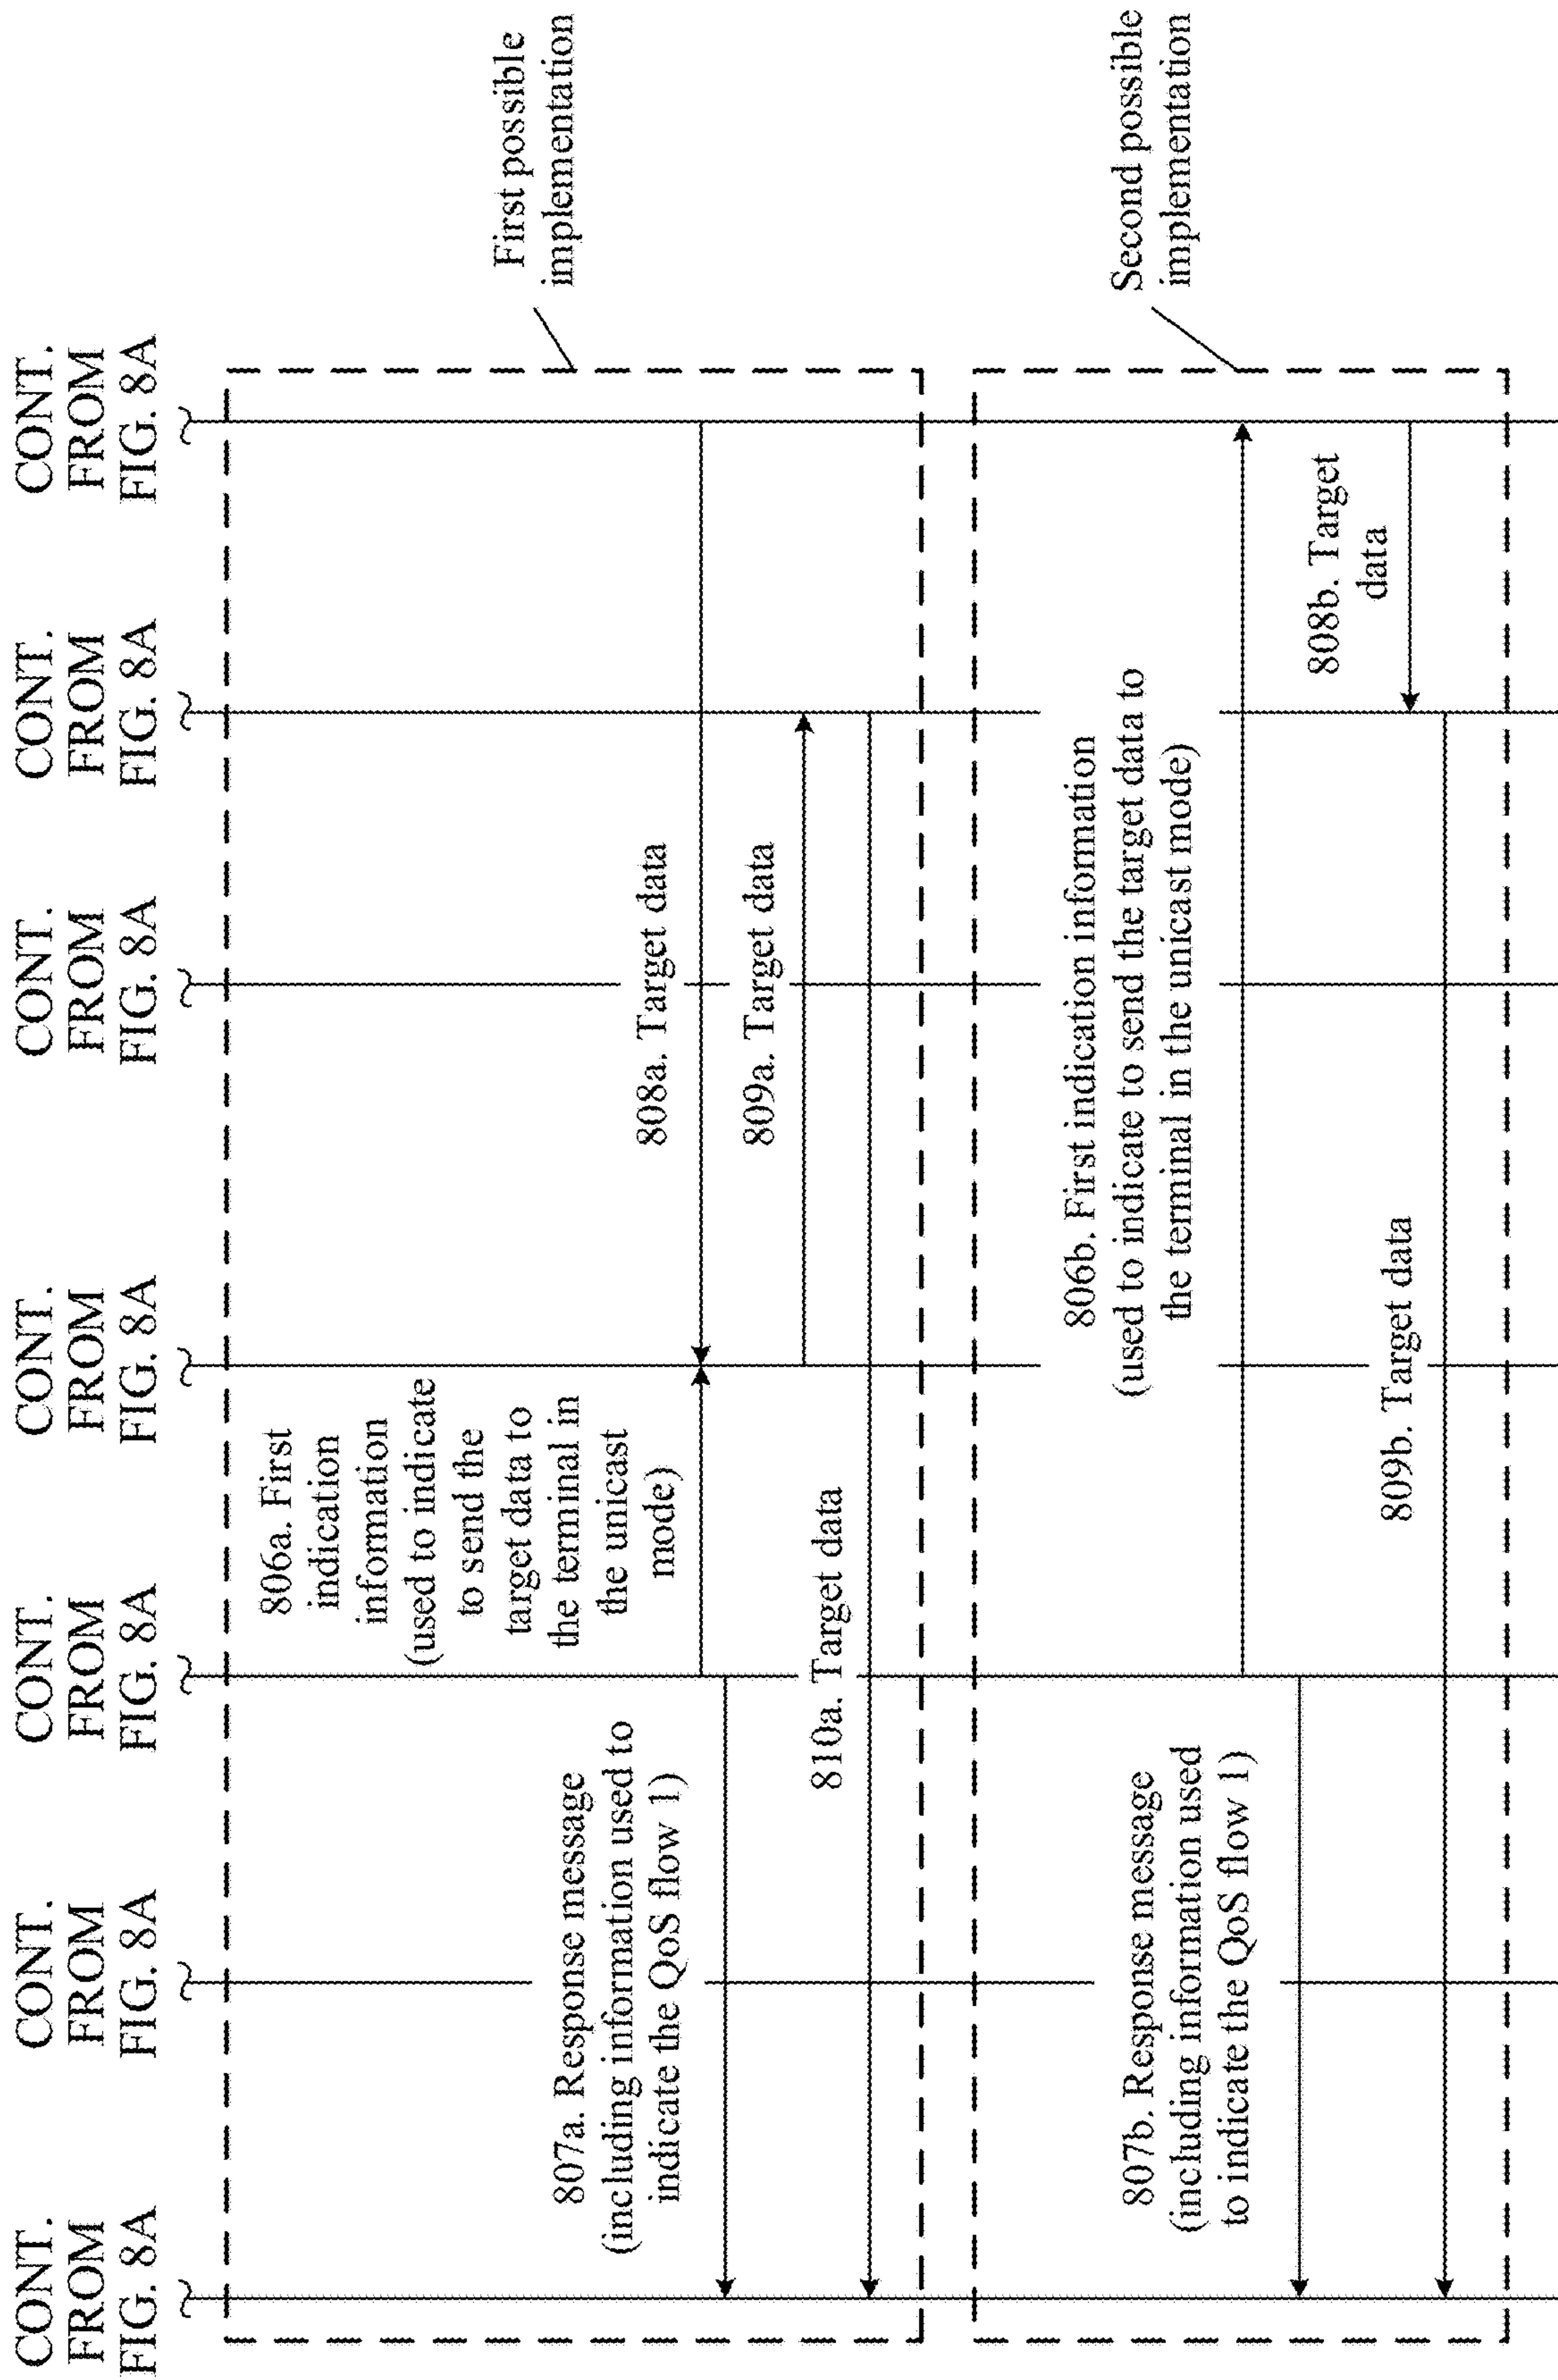 CONT.
FROM
FIG. 8A
CONT.
FROM
FIG. 8A
CONT.
FROM
FIG. 8A
CONT.
FROM
FIG. 8A
CONT.
FROM
FIG. 8A
CONT.
FROM
FIG. 8A
CONT.
FROM
FIG. 8A
First possible
implementation
806a. First
indication
information
(used to indicate
to send the
target data to
the terminal in
the unicast
mode)
807a. Response message
(including information used to
indicate the QoS flow 1)
808a. Target data
809a. Target data
810a. Target data
Second possible
implementation
806b. First indication information
(used to indicate to send the target data to
the terminal in the unicast mode)
807b. Response message
(including information used
to indicate the QoS flow 1)
808b. Target
data
809b. Target data